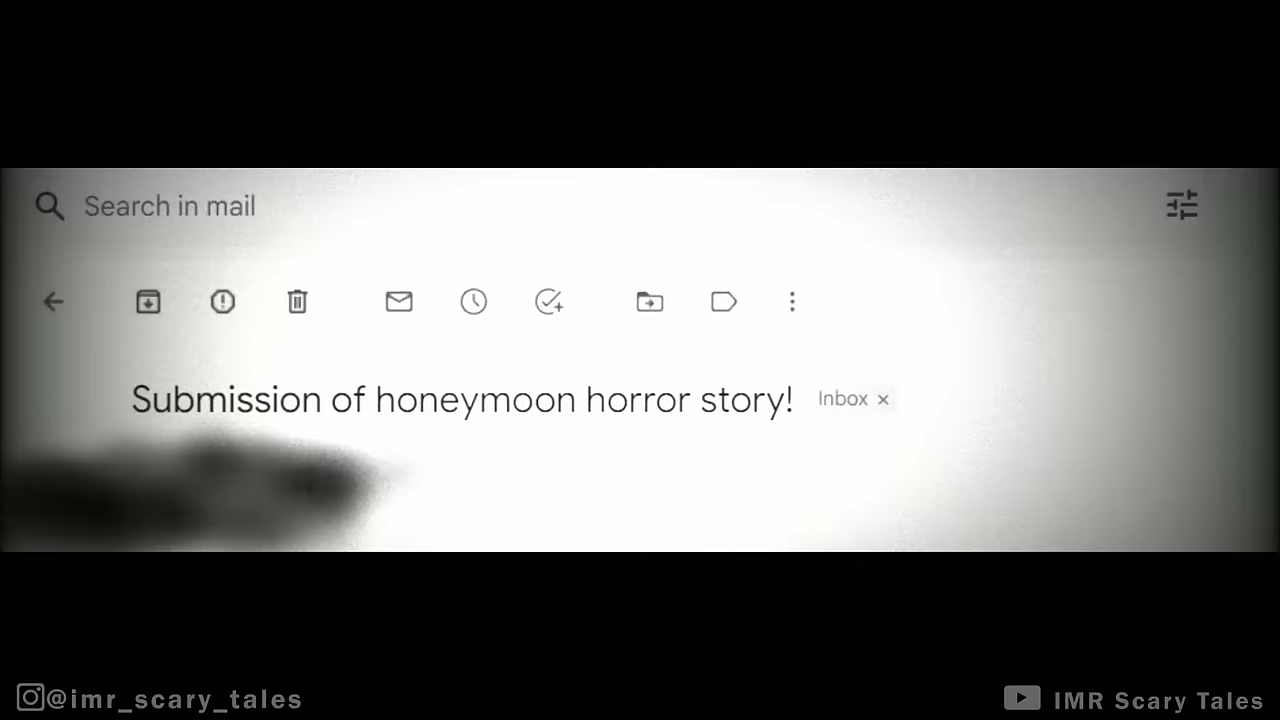 Search in mail
Submission of honeymoon horror story! Inbox ×
@imr_scary_tales
IMR Scary Tales